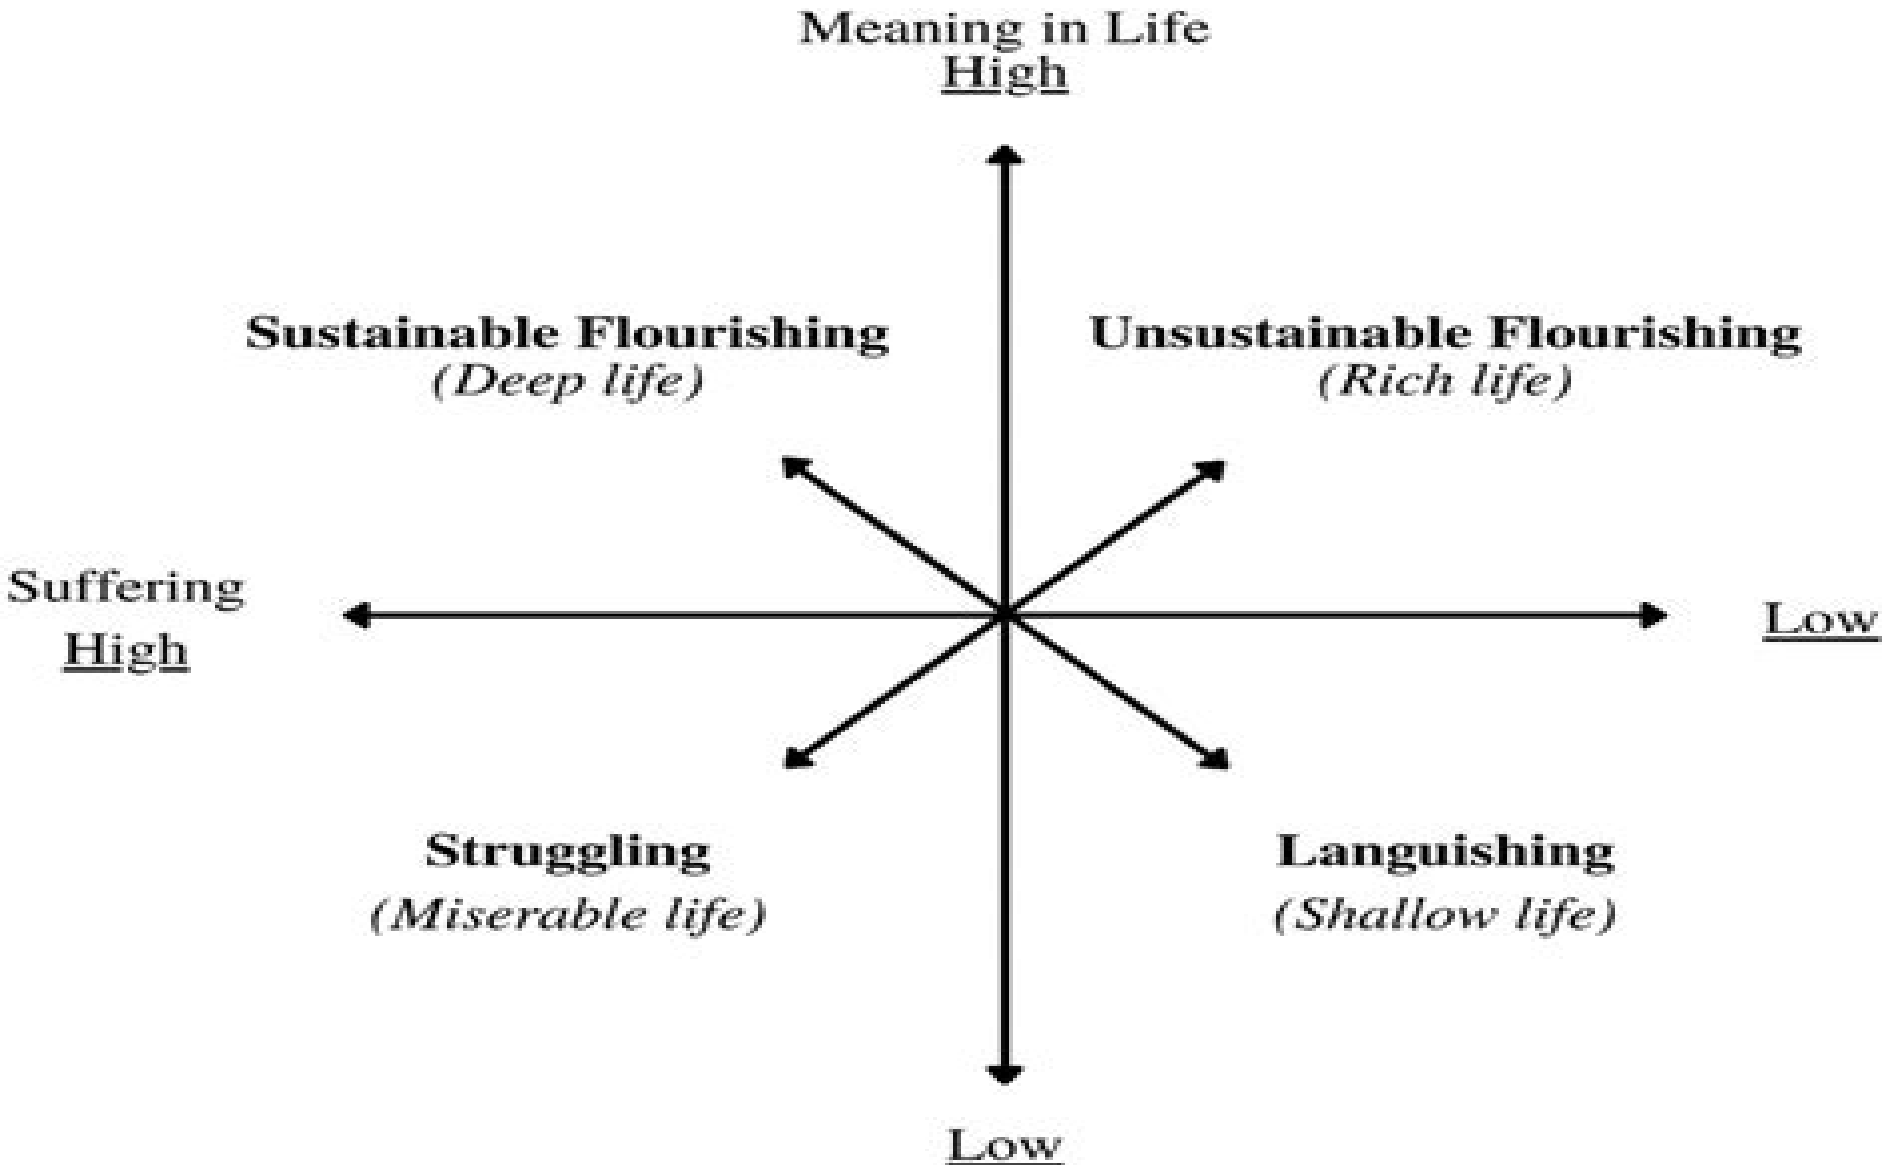 Meaning in Life
High
Sustainable Flourishing
(Deep life)
Unsustainable Flourishing
(Rich life)
Suffering
High
Low
Struggling
(Miserable life)
Languishing
(Shallow life)
Low